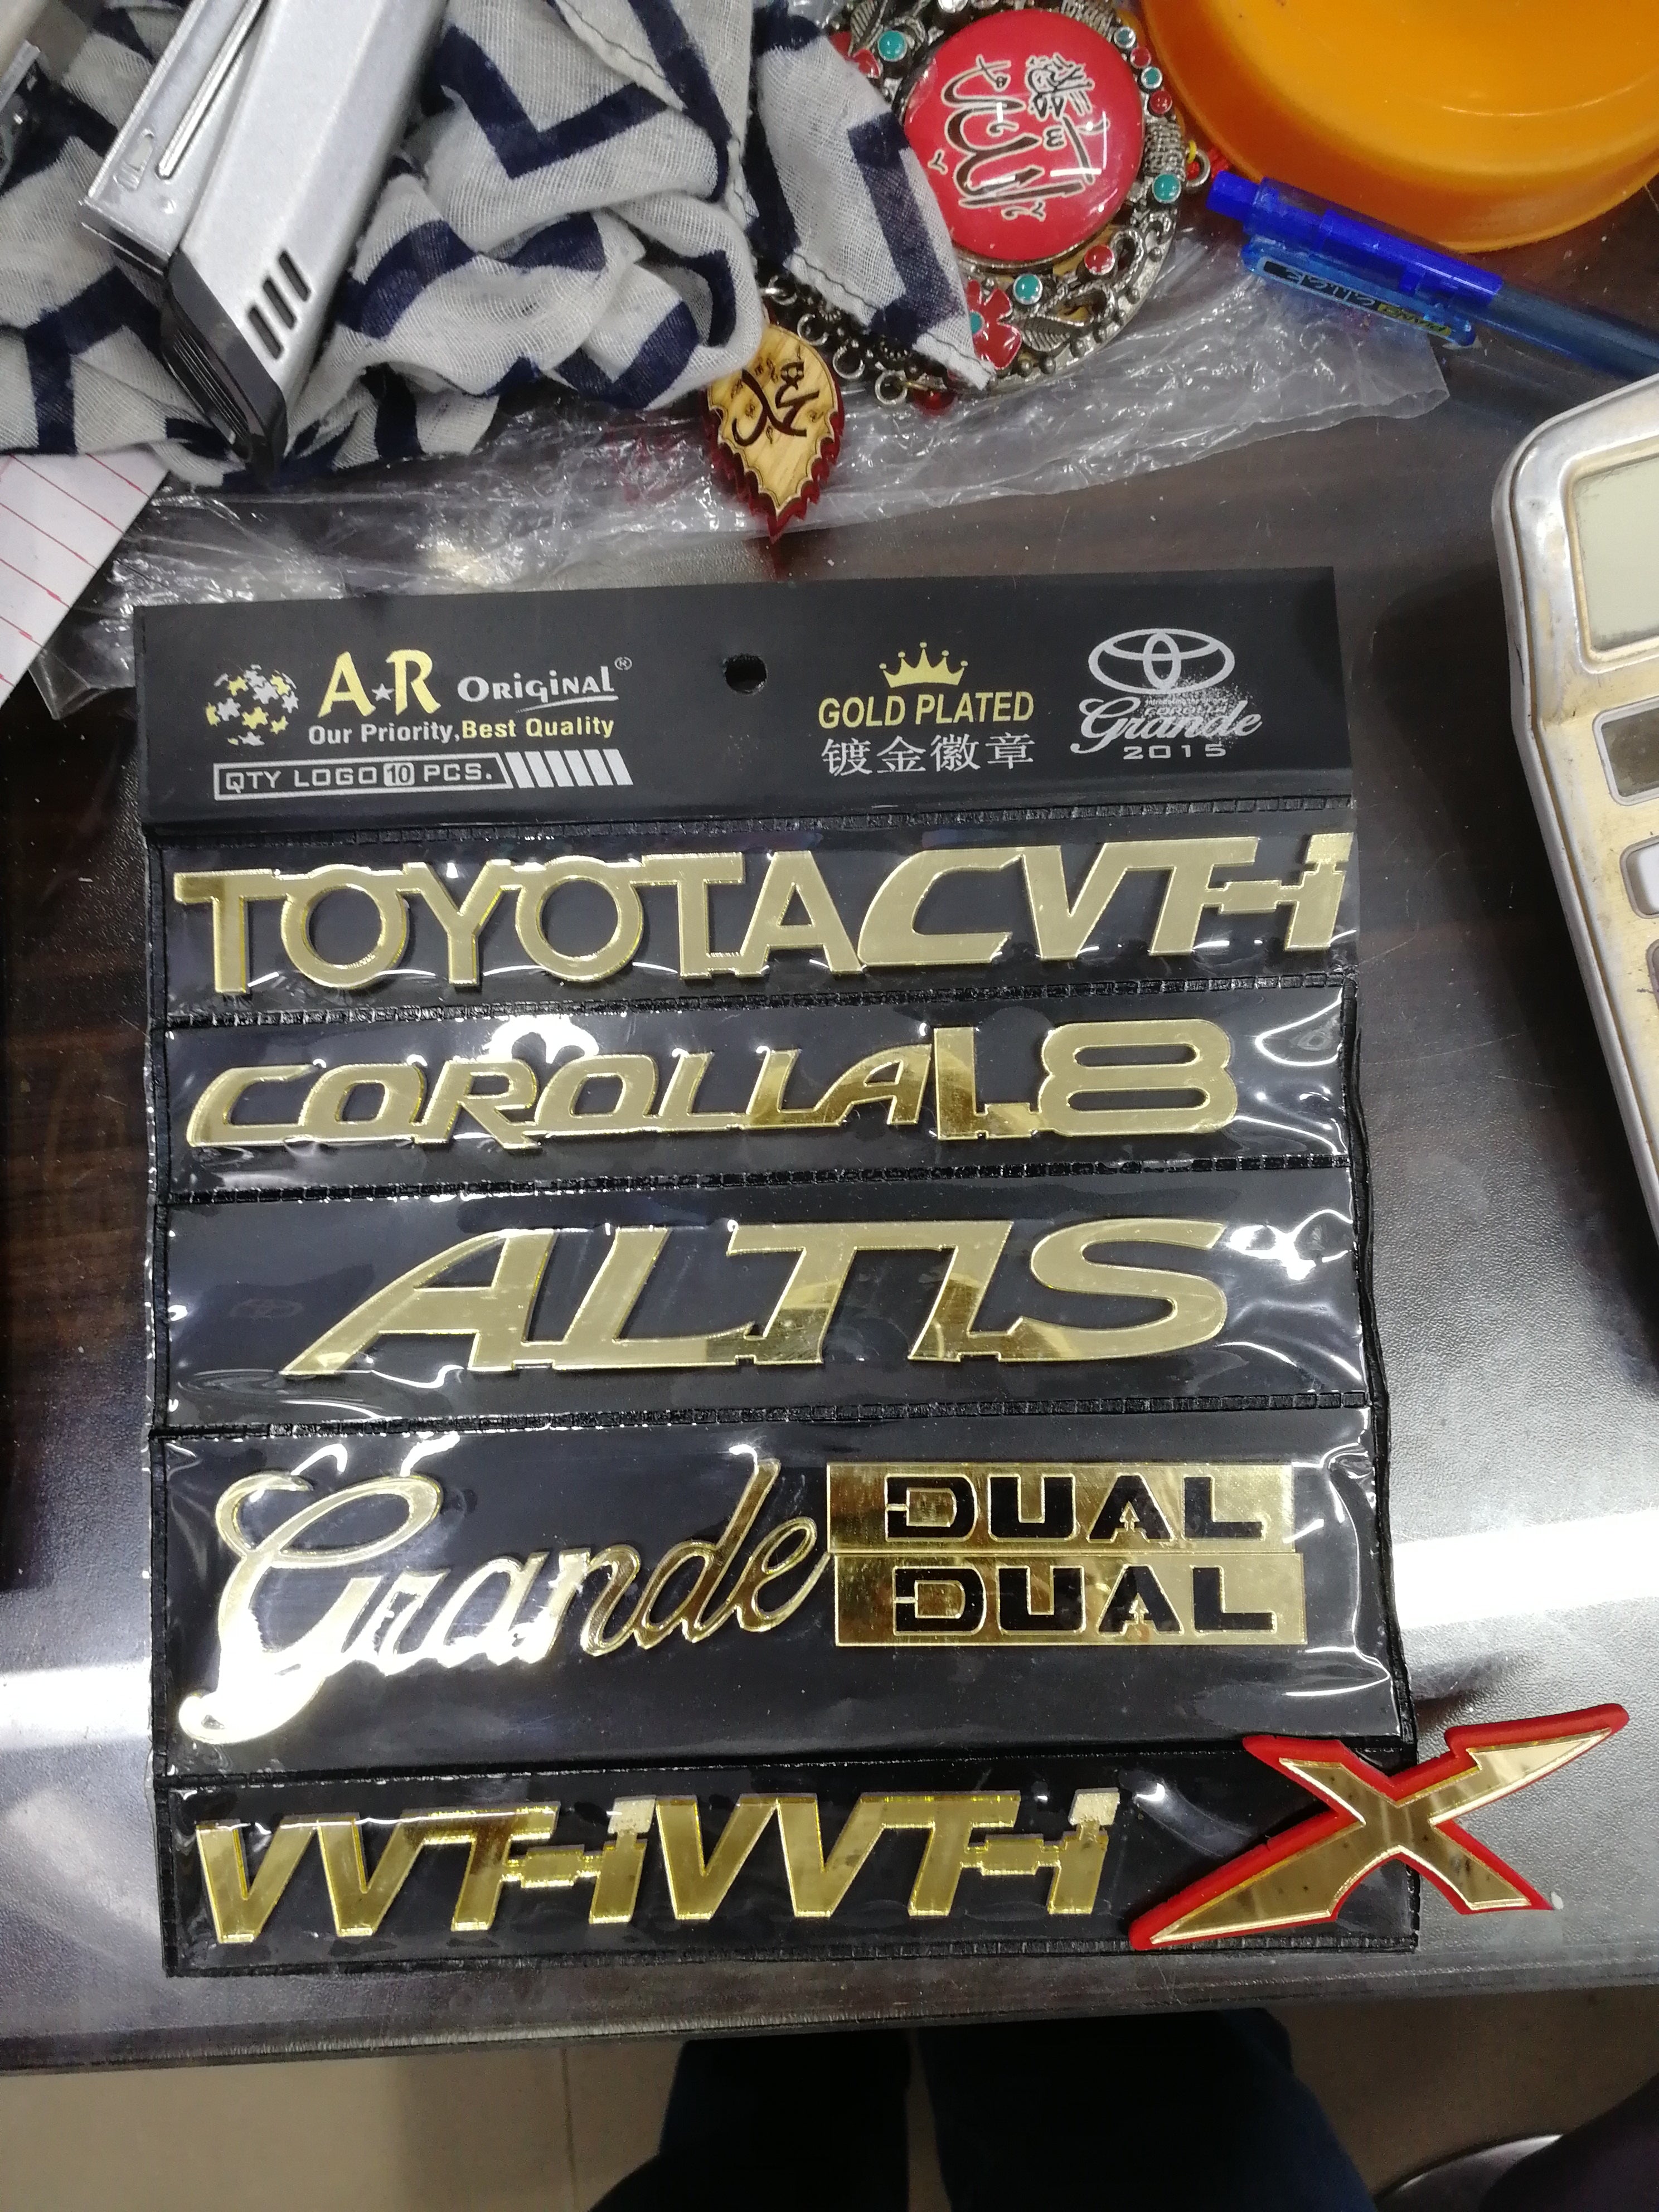 A★R ORIGINAL®
Our Priority,Best Quality
QTY LOGO 10 PCS.
GOLD PLATED
镀金徽章
COROLLA
Grande
2015
TOYOTA CVT-i
COROLLA 1.8
ALTIS
Grande DUAL
DUAL
VVT-i VVT-i X